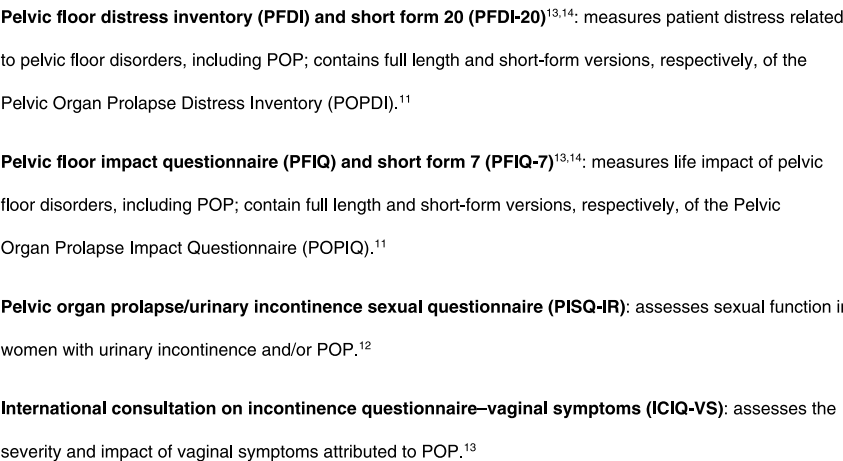 Pelvic floor distress inventory (PFDI) and short form 20 (PFDI-20)13,14: measures patient distress related
to pelvic floor disorders, including POP; contains full length and short-form versions, respectively, of the
Pelvic Organ Prolapse Distress Inventory (POPDI).11
Pelvic floor impact questionnaire (PFIQ) and short form 7 (PFIQ-7)13,14: measures life impact of pelvic
floor disorders, including POP; contain full length and short-form versions, respectively, of the Pelvic
Organ Prolapse Impact Questionnaire (POPIQ).11
Pelvic organ prolapse/urinary incontinence sexual questionnaire (PISQ-IR): assesses sexual function in
women with urinary incontinence and/or POP.12
International consultation on incontinence questionnaire–vaginal symptoms (ICIQ-VS): assesses the
severity and impact of vaginal symptoms attributed to POP.13